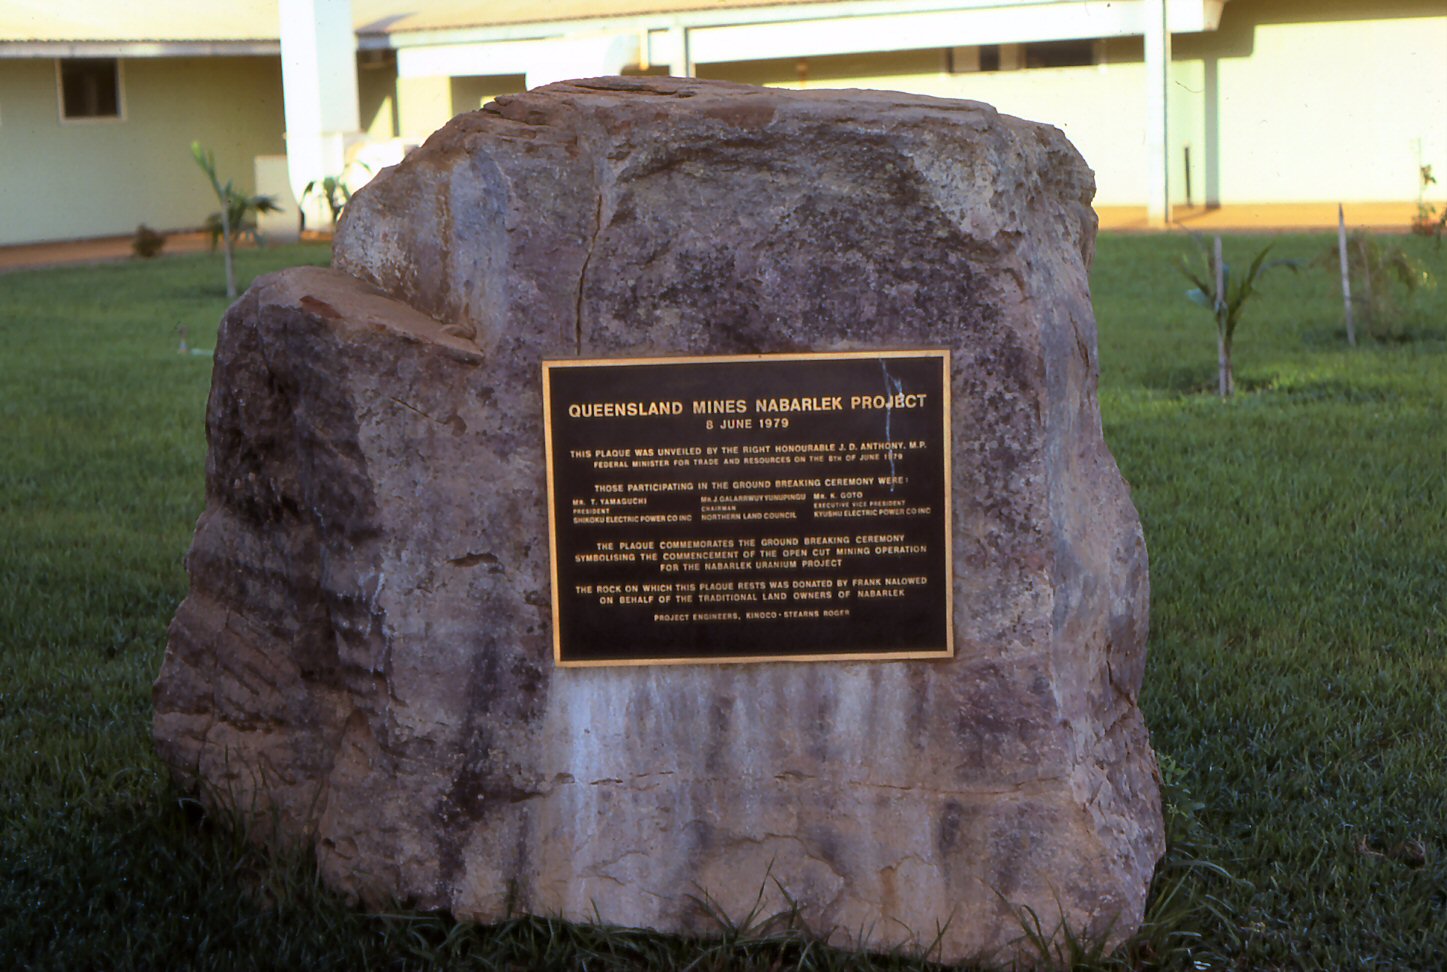 QUEENSLAND MINES NABARLEK PROJECT
8 JUNE 1979
THIS PLAQUE WAS UNVEILED BY THE RIGHT HONOURABLE J. D. ANTHONY, M.P.
FEDERAL MINISTER FOR TRADE AND RESOURCES ON THE 8TH OF JUNE 1979
THOSE PARTICIPATING IN THE GROUND BREAKING CEREMONY WERE:
MR. T. YAMAGUCHI MR. J. GALARRWUY YUNUPINGU MR. K. GOTO
PRESIDENT CHAIRMAN EXECUTIVE VICE PRESIDENT
SHIKOKU ELECTRIC POWER CO INC NORTHERN LAND COUNCIL KYUSHU ELECTRIC POWER CO INC
THE PLAQUE COMMEMORATES THE GROUND BREAKING CEREMONY
SYMBOLISING THE COMMENCEMENT OF THE OPEN CUT MINING OPERATION
FOR THE NABARLEK URANIUM PROJECT
THE ROCK ON WHICH THIS PLAQUE RESTS WAS DONATED BY FRANK NALOWED
ON BEHALF OF THE TRADITIONAL LAND OWNERS OF NABARLEK
PROJECT ENGINEERS, KINOCO - STEARNS ROGER